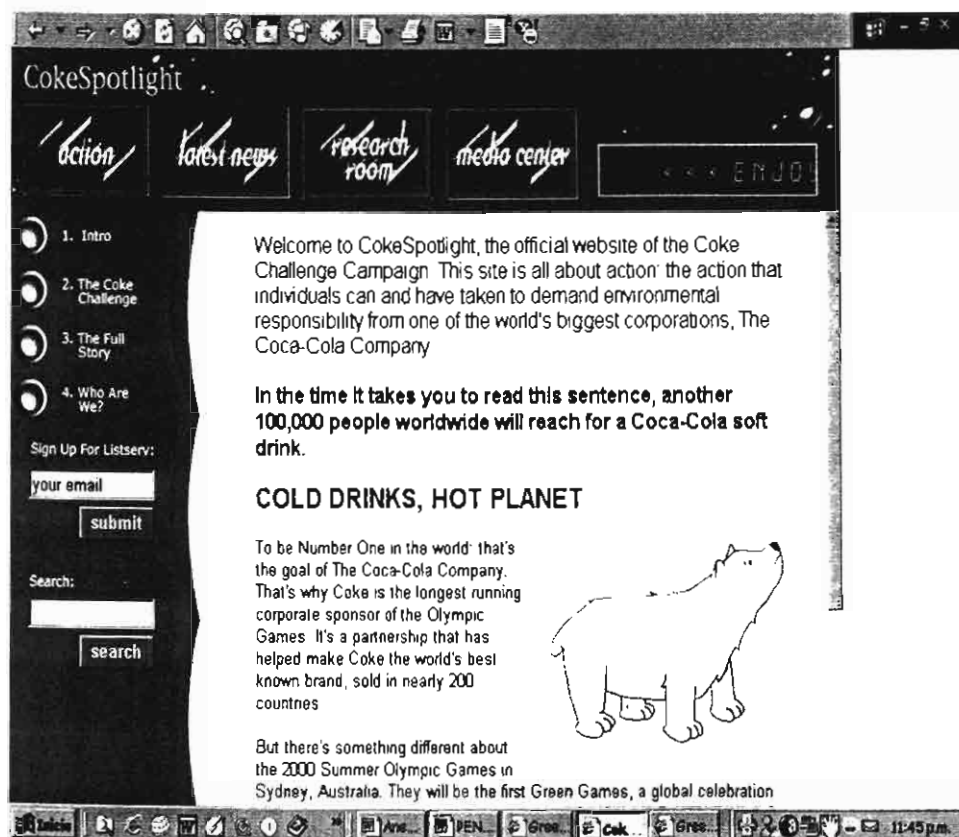 CokeSpotlight
action
latest news
research
room
media center
< < < ENJO
1. Intro
2. The Coke
Challenge
3. The Full
Story
4. Who Are
We?
Sign Up For Listserv:
your email
submit
Search:
search
Welcome to CokeSpotlight, the official website of the Coke
Challenge Campaign. This site is all about action: the action that
individuals can and have taken to demand environmental
responsibility from one of the world's biggest corporations, The
Coca-Cola Company
In the time it takes you to read this sentence, another
100,000 people worldwide will reach for a Coca-Cola soft
drink.
COLD DRINKS, HOT PLANET
To be Number One in the world: that's
the goal of The Coca-Cola Company.
That's why Coke is the longest running
corporate sponsor of the Olympic
Games. It's a partnership that has
helped make Coke the world's best
known brand, sold in nearly 200
countries
But there's something different about
the 2000 Summer Olympic Games in
Sydney, Australia. They will be the first Green Games, a global celebration
Inicio
Ane...
PEN...
Gree...
Cok...
Gree...
11:45 p.m.